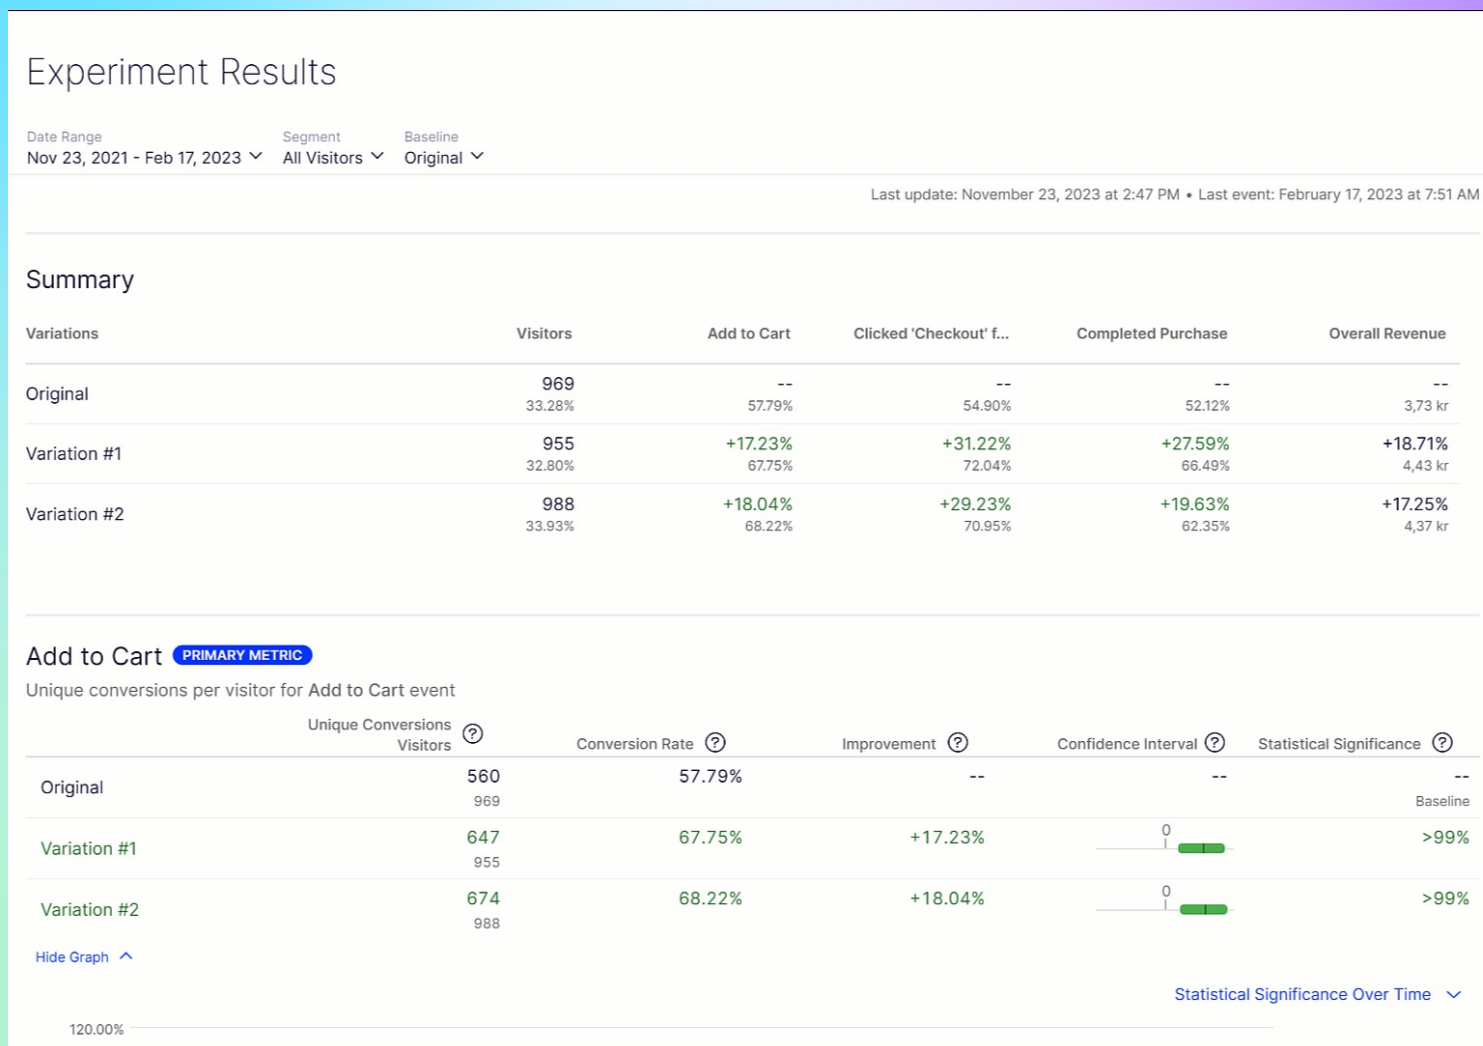 Experiment Results
Date Range Segment Baseline
Nov 23, 2021 - Feb 17, 2023 All Visitors Original
Last update: November 23, 2023 at 2:47 PM • Last event: February 17, 2023 at 7:51 AM
Summary
Variations Visitors Add to Cart Clicked 'Checkout' f... Completed Purchase Overall Revenue
Original 969 -- -- -- --
33.28% 57.79% 54.90% 52.12% 3,73 kr
Variation #1 955 +17.23% +31.22% +27.59% +18.71%
32.80% 67.75% 72.04% 66.49% 4,43 kr
Variation #2 988 +18.04% +29.23% +19.63% +17.25%
33.93% 68.22% 70.95% 62.35% 4,37 kr
Add to Cart PRIMARY METRIC
Unique conversions per visitor for Add to Cart event
Unique Conversions
Visitors ? Conversion Rate ? Improvement ? Confidence Interval ? Statistical Significance ?
Original 560 57.79% -- -- --
969 Baseline
Variation #1 647 67.75% +17.23% 0 >99%
955
Variation #2 674 68.22% +18.04% 0 >99%
988
Hide Graph
Statistical Significance Over Time
120.00%